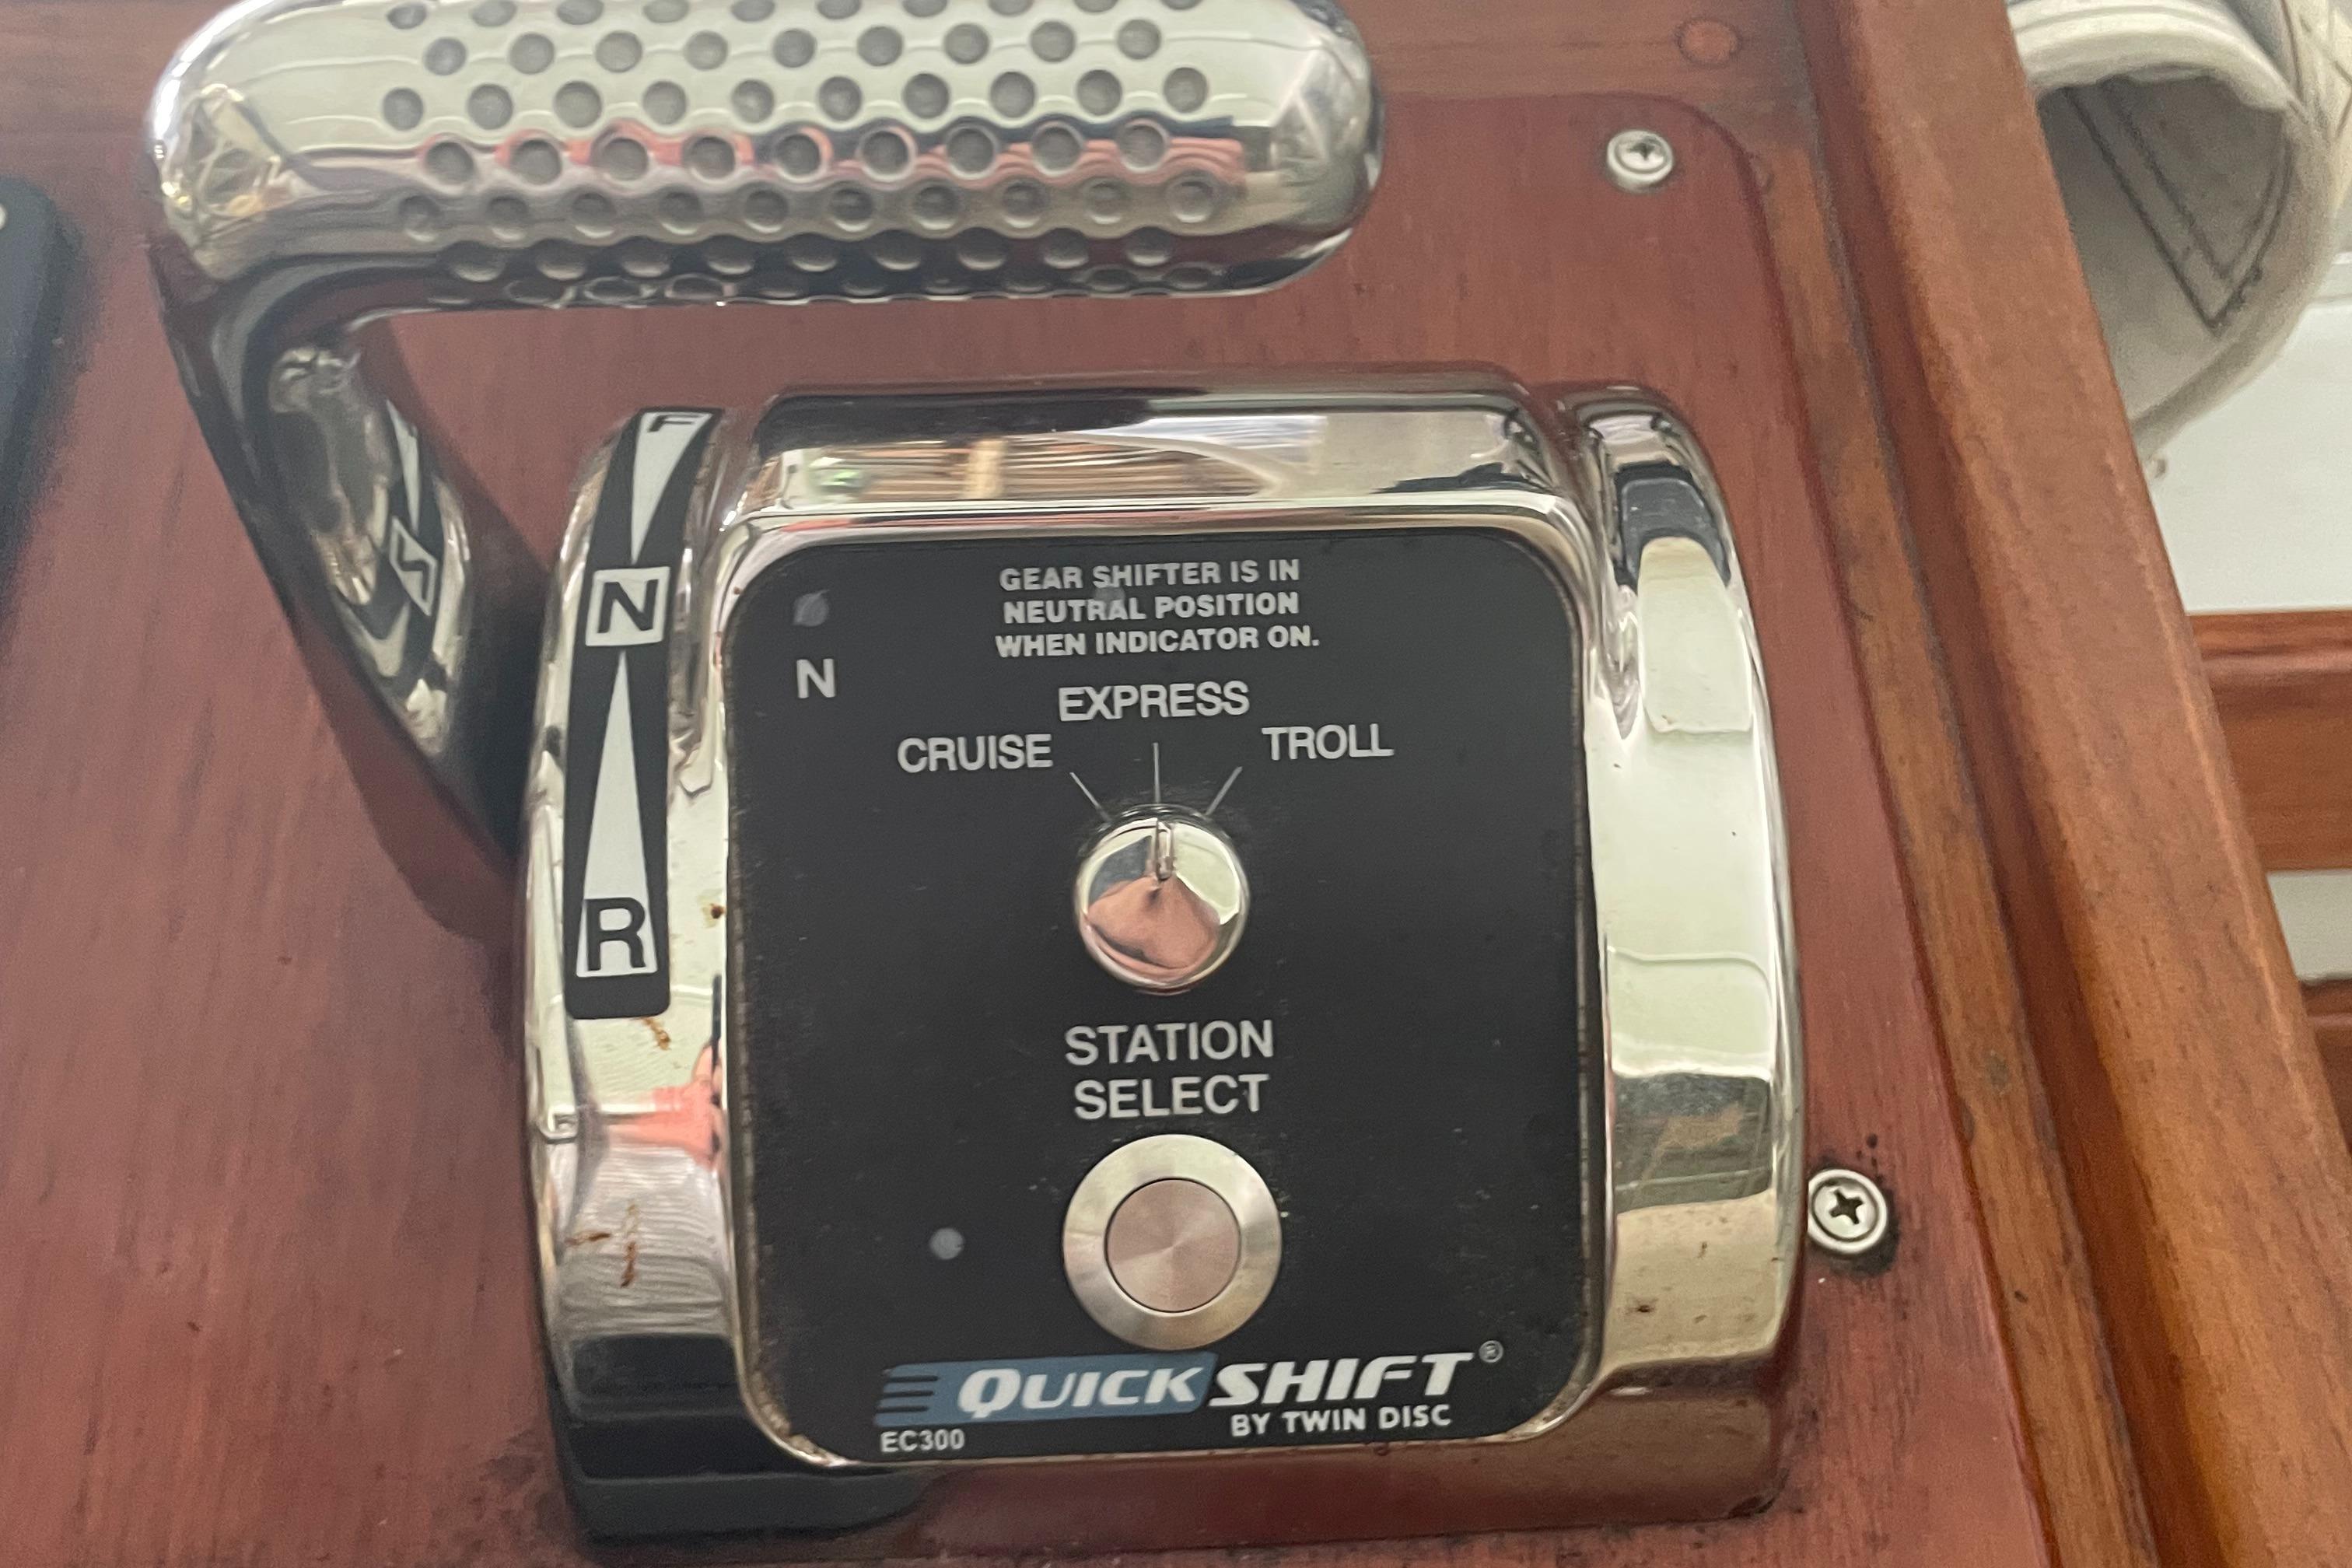 F
N
R
GEAR SHIFTER IS IN
NEUTRAL POSITION
WHEN INDICATOR ON.
N
EXPRESS
CRUISE TROLL
STATION
SELECT
QUICKSHIFT®
BY TWIN DISC
EC300